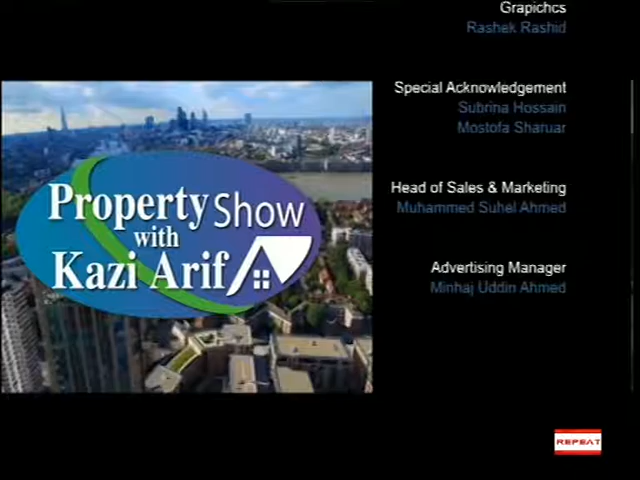 Grapichcs
Rashek Rashid
Special Acknowledgement
Subrina Hossain
Mostofa Sharuar
Property Show
with
Kazi Arif
Head of Sales & Marketing
Muhammed Suhel Ahmed
Advertising Manager
Minhaj Uddin Ahmed
REPEAT